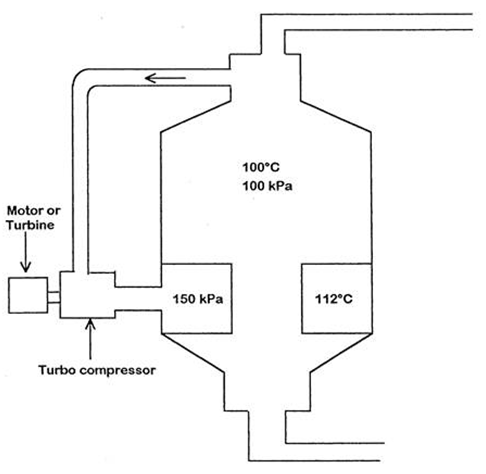 100°C
100 kPa
Motor or
Turbine
150 kPa
112°C
Turbo compressor